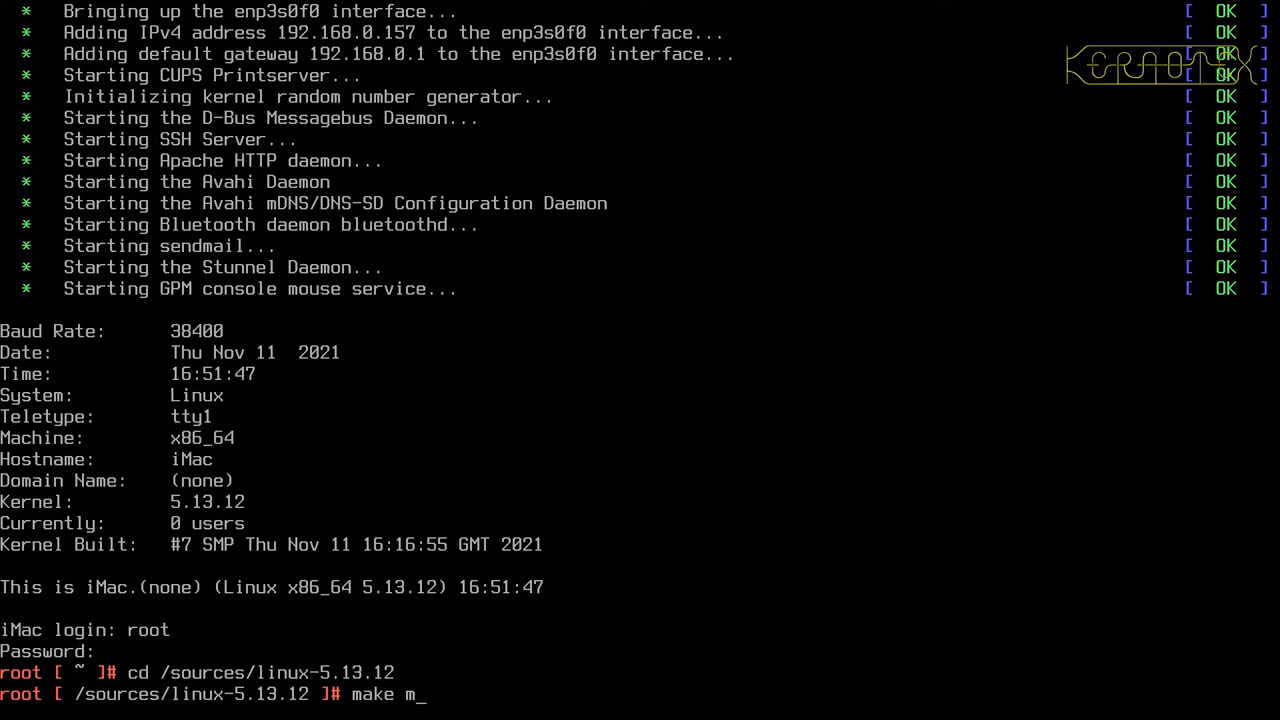 * Bringing up the enp3s0f0 interface... [ OK ]
* Adding IPv4 address 192.168.0.157 to the enp3s0f0 interface... [ OK ]
* Adding default gateway 192.168.0.1 to the enp3s0f0 interface... [ OK ]
* Starting CUPS Printserver... [ OK ]
* Initializing kernel random number generator... [ OK ]
* Starting the D-Bus Messagebus Daemon... [ OK ]
* Starting SSH Server... [ OK ]
* Starting Apache HTTP daemon... [ OK ]
* Starting the Avahi Daemon [ OK ]
* Starting the Avahi mDNS/DNS-SD Configuration Daemon [ OK ]
* Starting Bluetooth daemon bluetoothd... [ OK ]
* Starting sendmail... [ OK ]
* Starting the Stunnel Daemon... [ OK ]
* Starting GPM console mouse service... [ OK ]
Baud Rate: 38400
Date: Thu Nov 11  2021
Time: 16:51:47
System: Linux
Teletype: tty1
Machine: x86_64
Hostname: iMac
Domain Name: (none)
Kernel: 5.13.12
Currently: 0 users
Kernel Built: #7 SMP Thu Nov 11 16:16:55 GMT 2021
This is iMac.(none) (Linux x86_64 5.13.12) 16:51:47
iMac login: root
Password:
root [ ~ ]# cd /sources/linux-5.13.12
root [ /sources/linux-5.13.12 ]# make m_